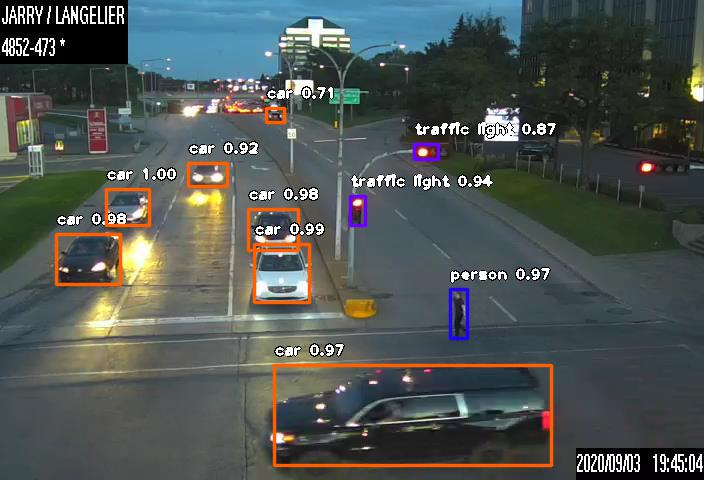 JARRY / LANGELIER
4852-473 *
car 0.71
traffic light 0.87
car 0.92
car 1.00
traffic light 0.94
car 0.98
car 0.98
car 0.99
person 0.97
car 0.97
2020/09/03 19:45:04